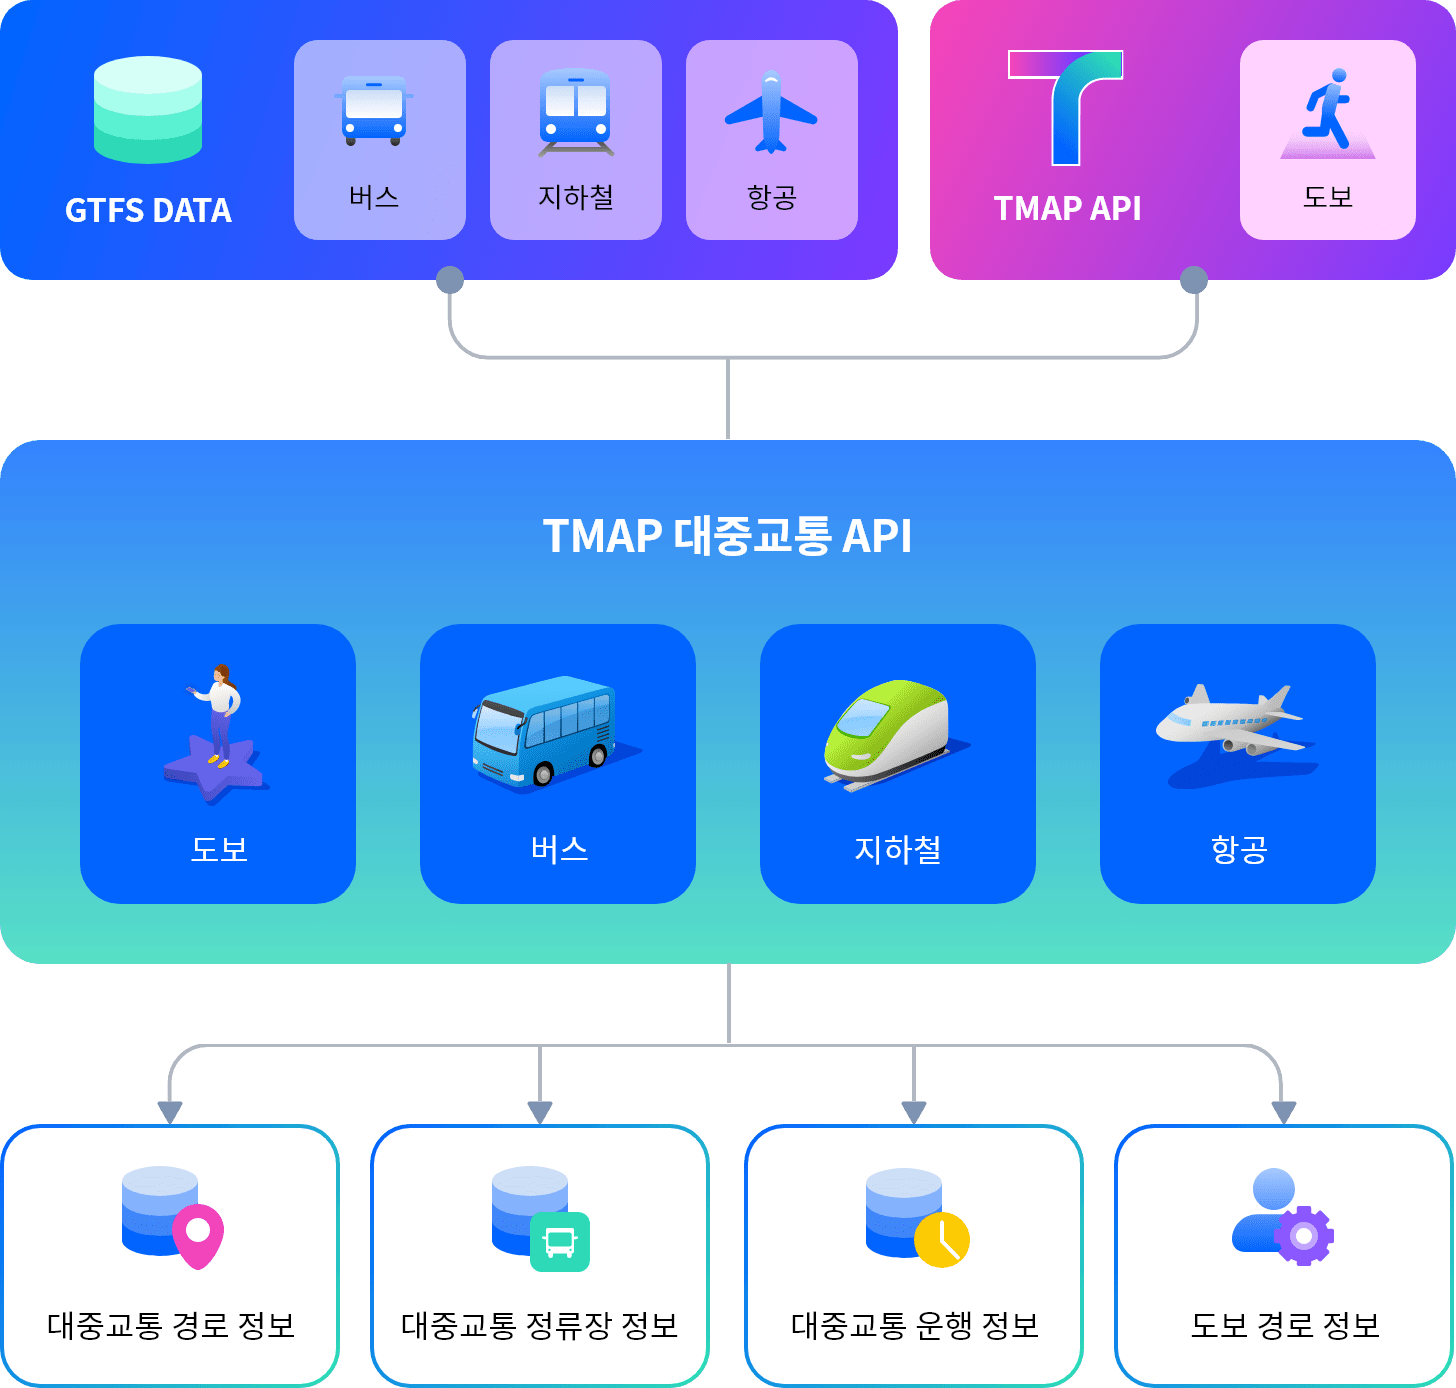 GTFS DATA
버스
지하철
항공
TMAP API
도보
TMAP 대중교통 API
도보
버스
지하철
항공
대중교통 경로 정보
대중교통 정류장 정보
대중교통 운행 정보
도보 경로 정보